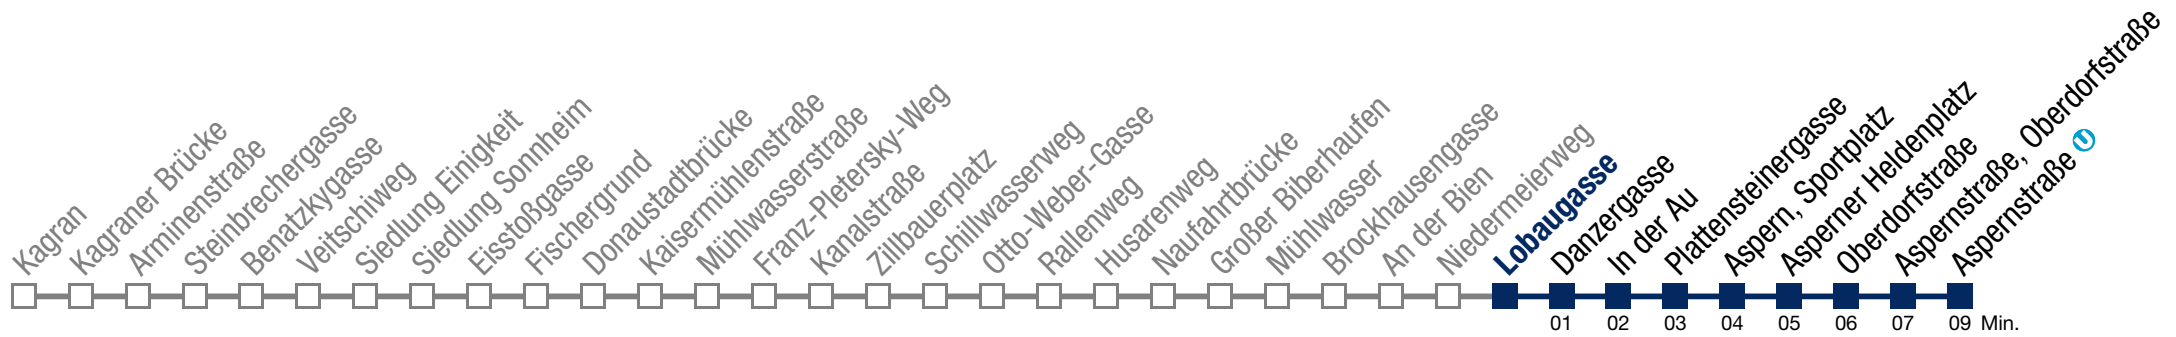 Kagran
Kagraner Brücke
Arminenstraße
Steinbrechergasse
Benatzkygasse
Veitschiweg
Siedlung Einigkeit
Siedlung Sonnheim
Eisstoßgasse
Fischergrund
Donaustadtbrücke
Kaisermühlenstraße
Mühlwasserstraße
Franz-Pletersky-Weg
Kanalstraße
Zillbauerplatz
Schillwasserweg
Otto-Weber-Gasse
Rallenweg
Husarenweg
Naufahrtbrücke
Großer Biberhaufen
Mühlwasser
Brockhausengasse
An der Bien
Niedermeierweg
Lobaugasse
Danzergasse
In der Au
Plattensteinergasse
Aspern, Sportplatz
Asperner Heldenplatz
Oberdorfstraße
Aspernstraße, Oberdorfstraße
Aspernstraße U
01 02 03 04 05 06 07 09 Min.